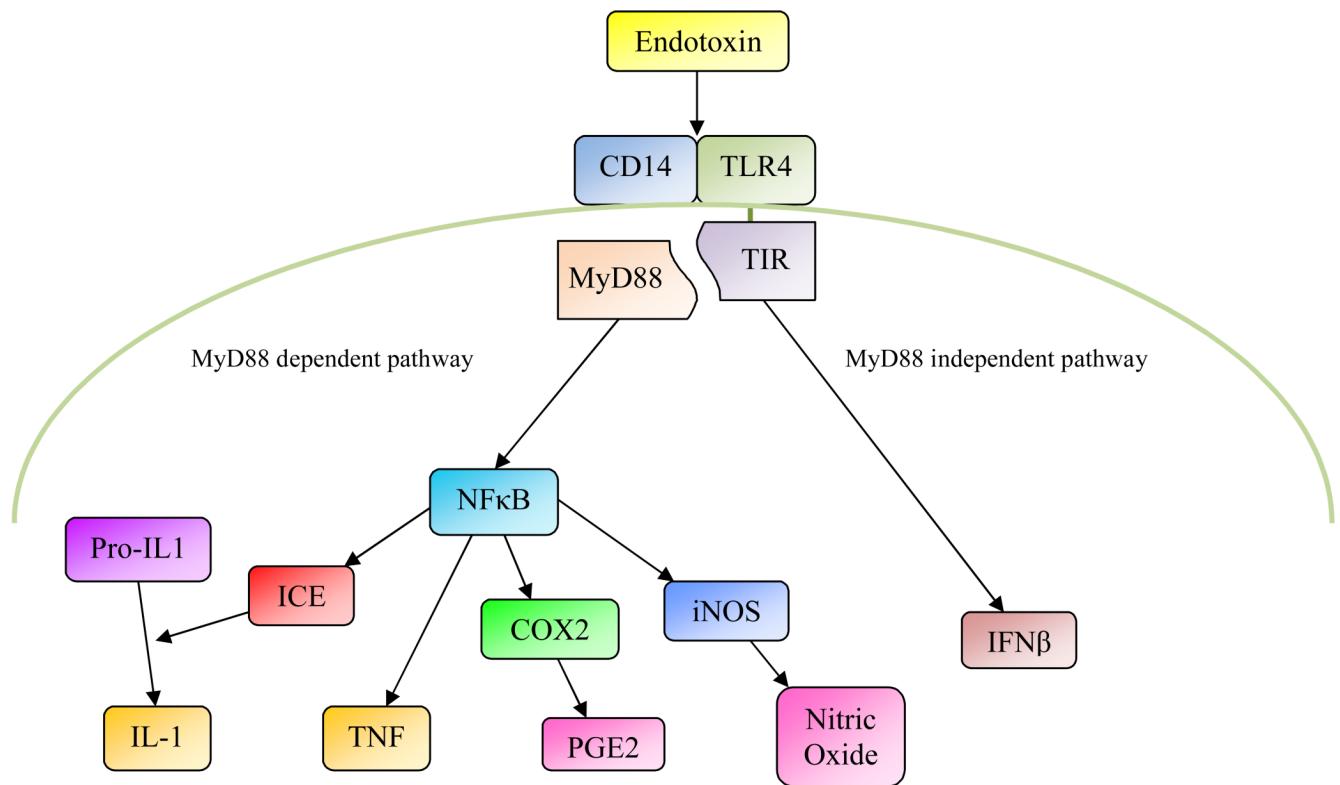 Endotoxin
CD14
TLR4
MyD88
TIR
MyD88 dependent pathway
MyD88 independent pathway
NFκB
Pro-IL1
ICE
COX2
iNOS
IFNβ
IL-1
TNF
PGE2
Nitric
Oxide